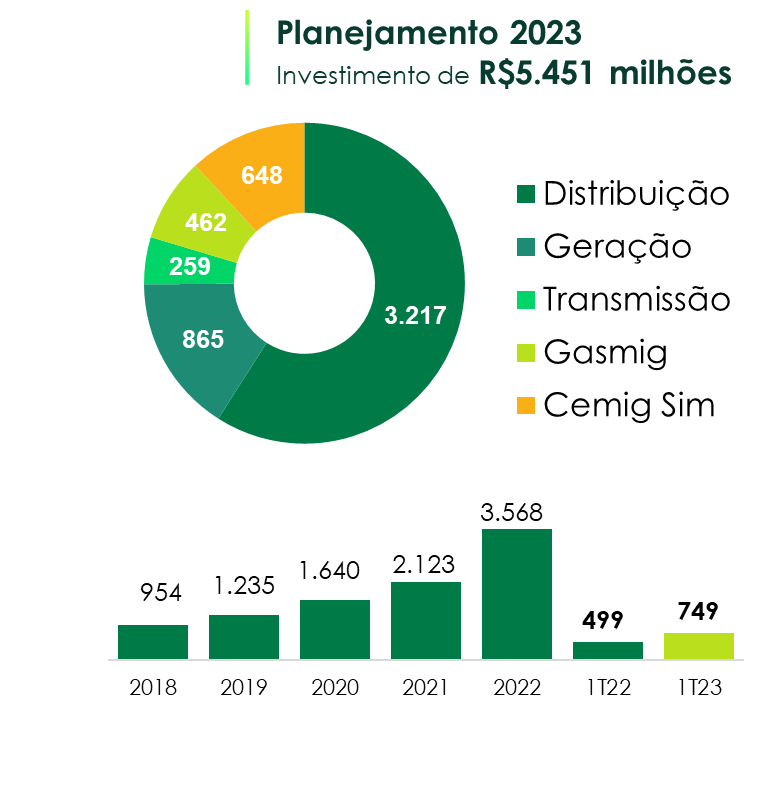 Planejamento 2023
Investimento de R$5.451 milhões
648
462
259
865
3.217
Distribuição
Geração
Transmissão
Gasmig
Cemig Sim
954
1.235
1.640
2.123
3.568
499
749
2018
2019
2020
2021
2022
1T22
1T23